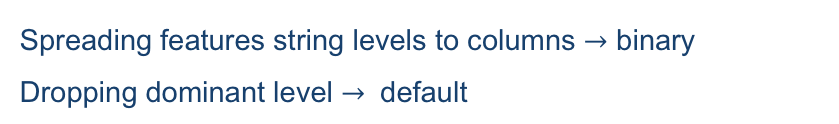 Spreading features string levels to columns → binary
Dropping dominant level → default